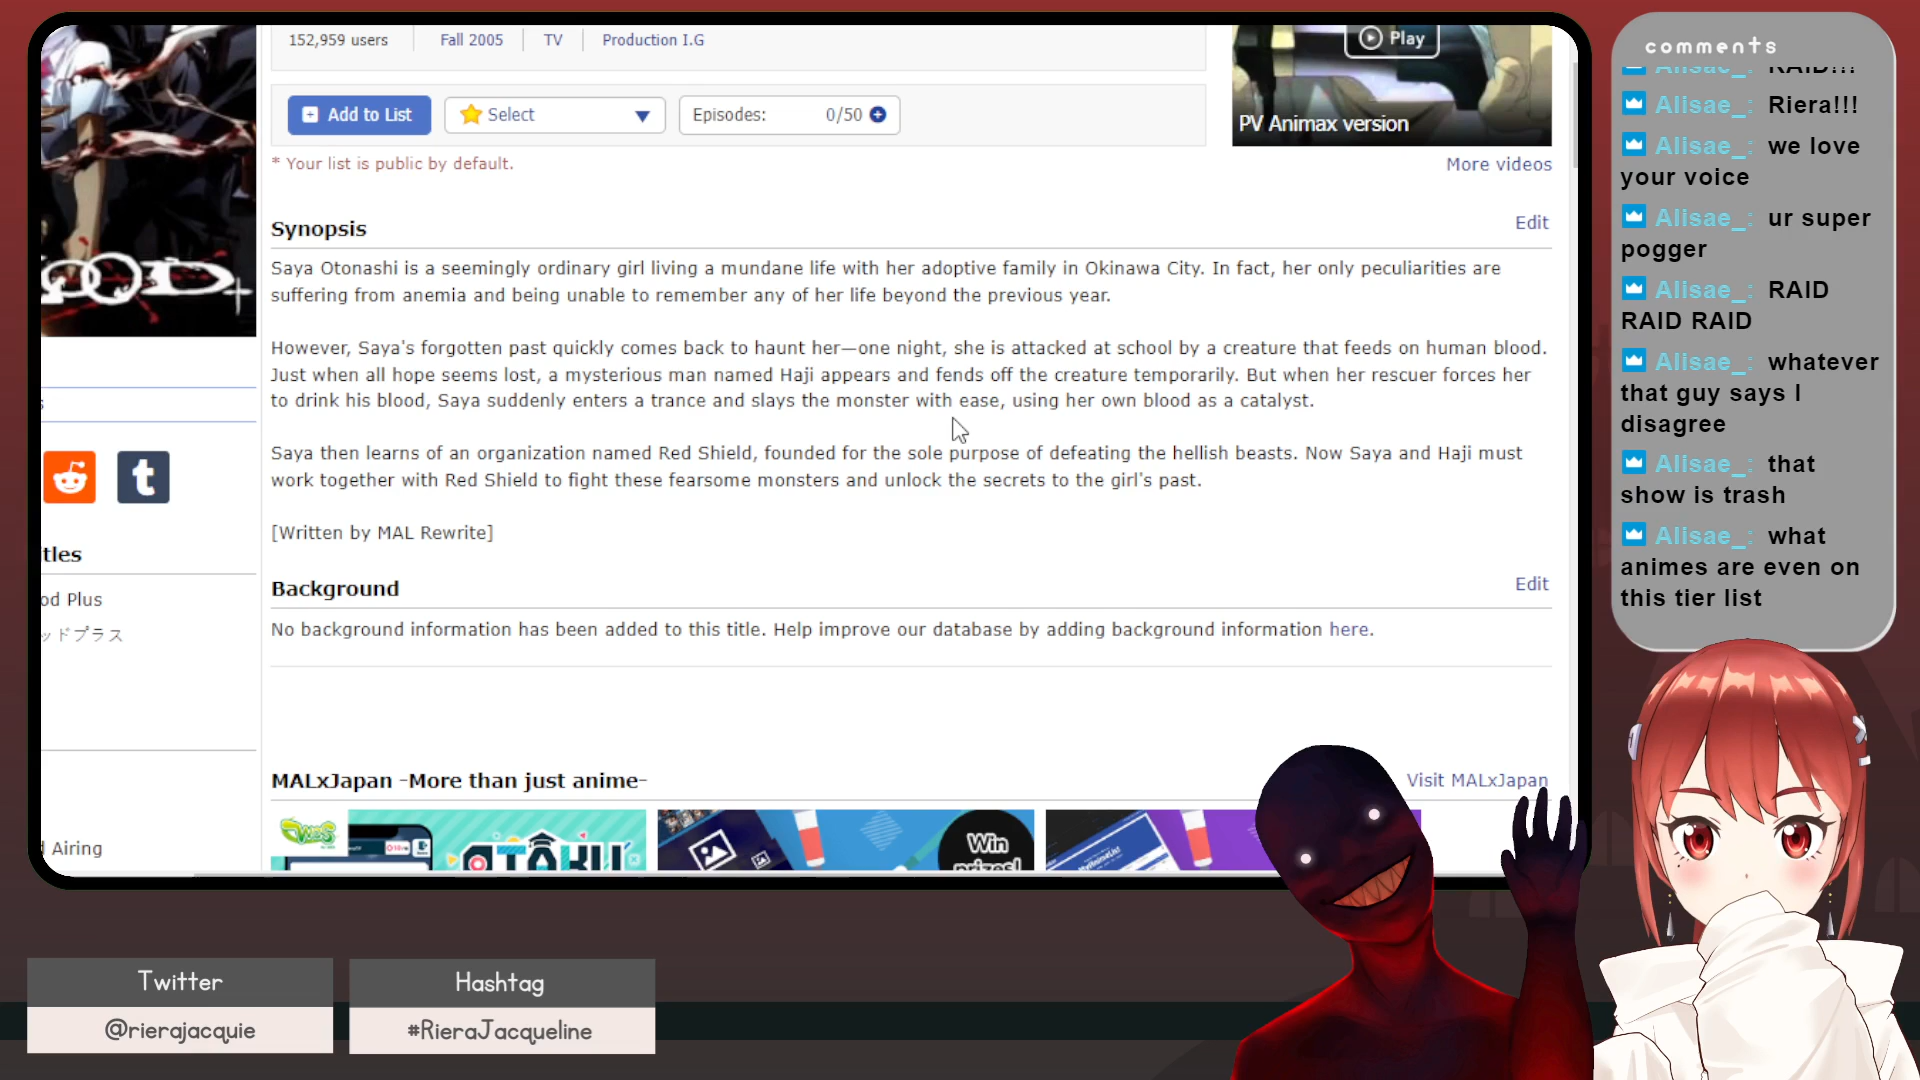 152,959 users
Fall 2005
TV
Production I.G
Play
Add to List
Select
Episodes: 0/50
PV Animax version
* Your list is public by default.
More videos
Synopsis
Edit
Saya Otonashi is a seemingly ordinary girl living a mundane life with her adoptive family in Okinawa City. In fact, her only peculiarities are
suffering from anemia and being unable to remember any of her life beyond the previous year.
However, Saya's forgotten past quickly comes back to haunt her—one night, she is attacked at school by a creature that feeds on human blood.
Just when all hope seems lost, a mysterious man named Haji appears and fends off the creature temporarily. But when her rescuer forces her
to drink his blood, Saya suddenly enters a trance and slays the monster with ease, using her own blood as a catalyst.
Saya then learns of an organization named Red Shield, founded for the sole purpose of defeating the hellish beasts. Now Saya and Haji must
work together with Red Shield to fight these fearsome monsters and unlock the secrets to the girl's past.
[Written by MAL Rewrite]
Background
Edit
No background information has been added to this title. Help improve our database by adding background information here.
MALxJapan -More than just anime-
Visit MALxJapan
OTAKU
Win
prizes!
OOD+
s
t
tles
od Plus
ッドプラス
d Airing
comments
Alisae_: RAID!!!
Alisae_: Riera!!!
Alisae_: we love
your voice
Alisae_: ur super
pogger
Alisae_: RAID
RAID RAID
Alisae_: whatever
that guy says I
disagree
Alisae_: that
show is trash
Alisae_: what
animes are even on
this tier list
Twitter
@rierajacquie
Hashtag
#RieraJacqueline